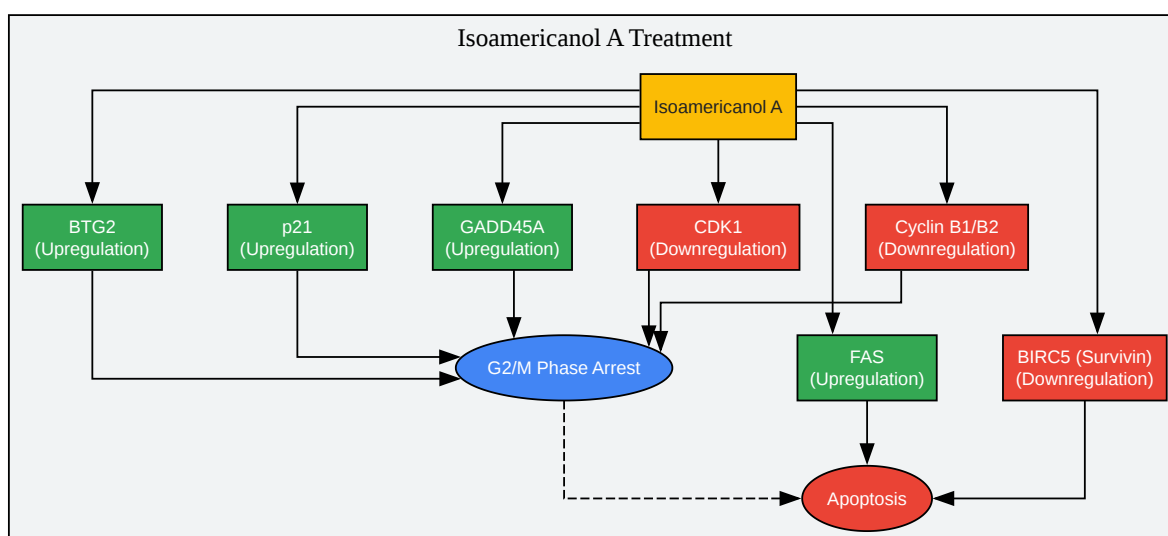 Isoamericanol A Treatment
Isoamericanol A
BTG2
(Upregulation)
p21
(Upregulation)
GADD45A
(Upregulation)
CDK1
(Downregulation)
Cyclin B1/B2
(Downregulation)
G2/M Phase Arrest
FAS
(Upregulation)
BIRC5 (Survivin)
(Downregulation)
Apoptosis